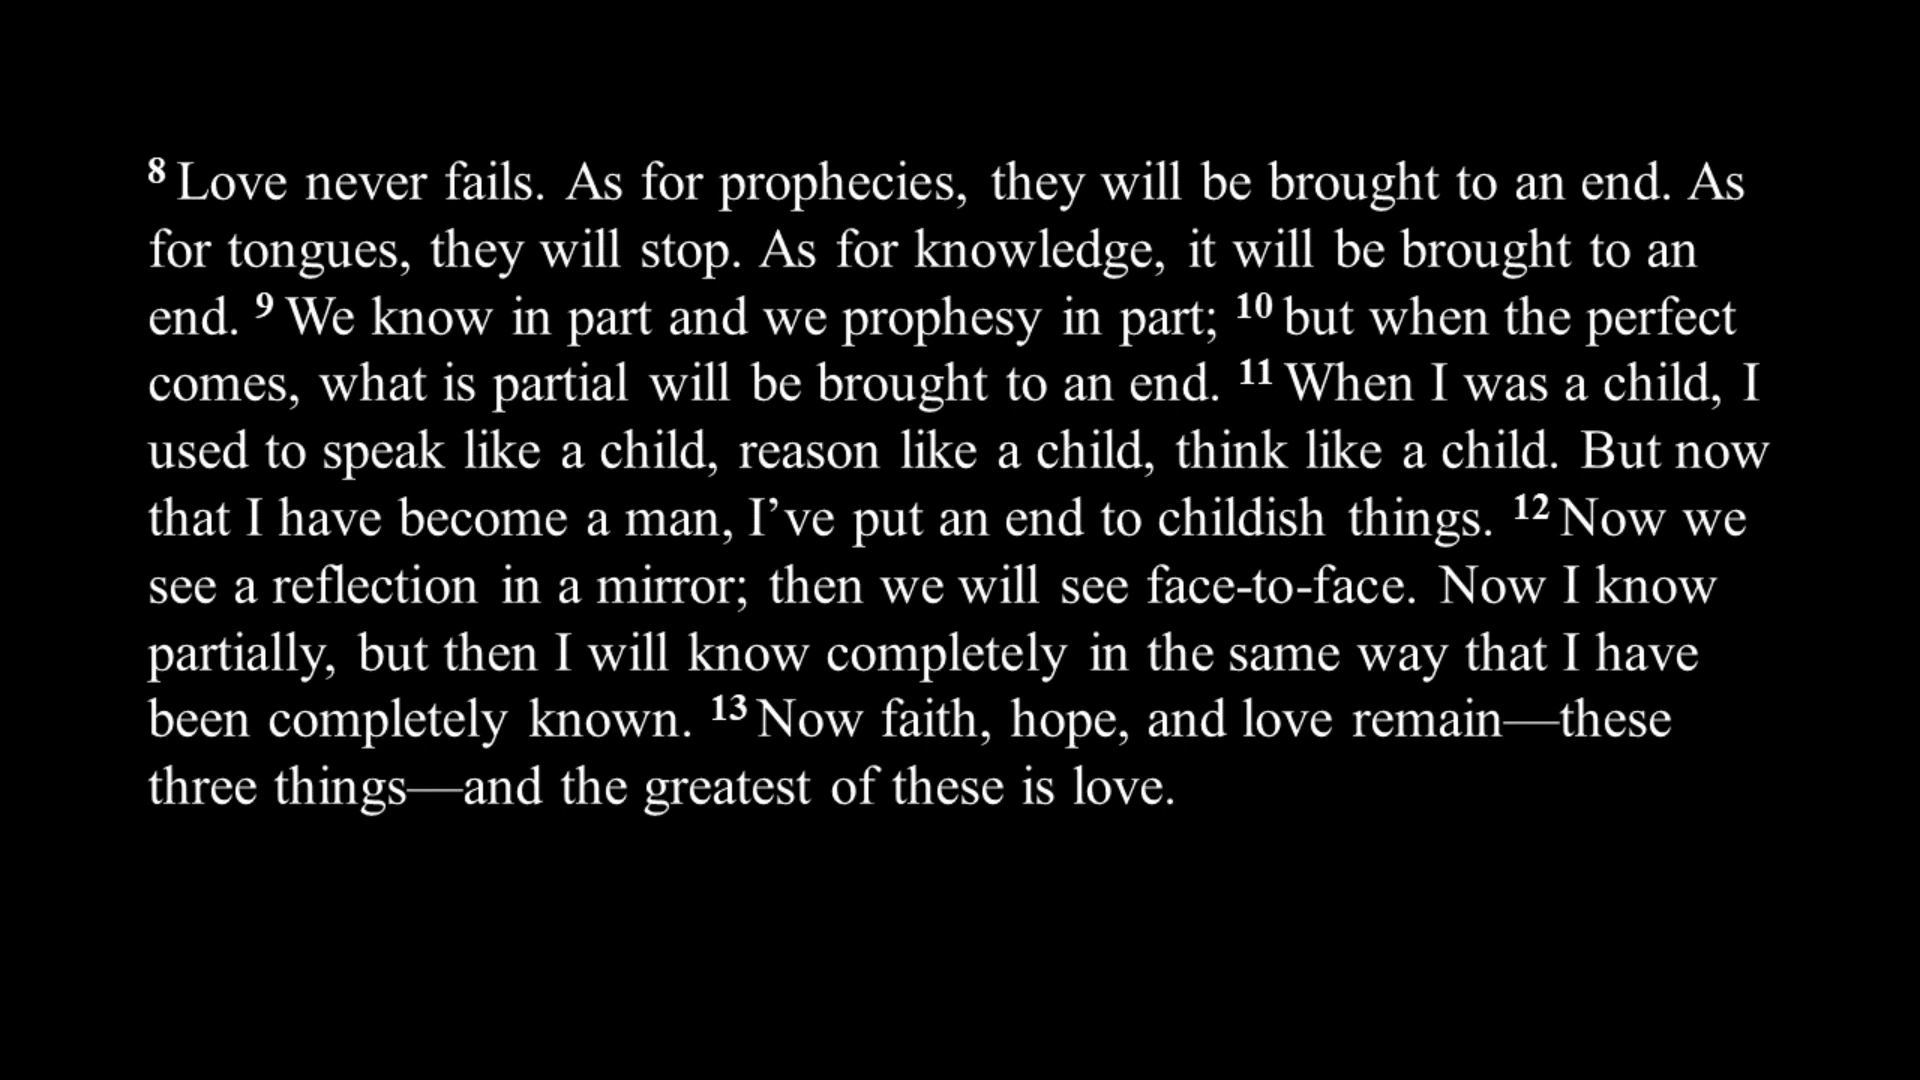 8 Love never fails. As for prophecies, they will be brought to an end. As
for tongues, they will stop. As for knowledge, it will be brought to an
end. 9 We know in part and we prophesy in part; 10 but when the perfect
comes, what is partial will be brought to an end. 11 When I was a child, I
used to speak like a child, reason like a child, think like a child. But now
that I have become a man, I’ve put an end to childish things. 12 Now we
see a reflection in a mirror; then we will see face-to-face. Now I know
partially, but then I will know completely in the same way that I have
been completely known. 13 Now faith, hope, and love remain—these
three things—and the greatest of these is love.